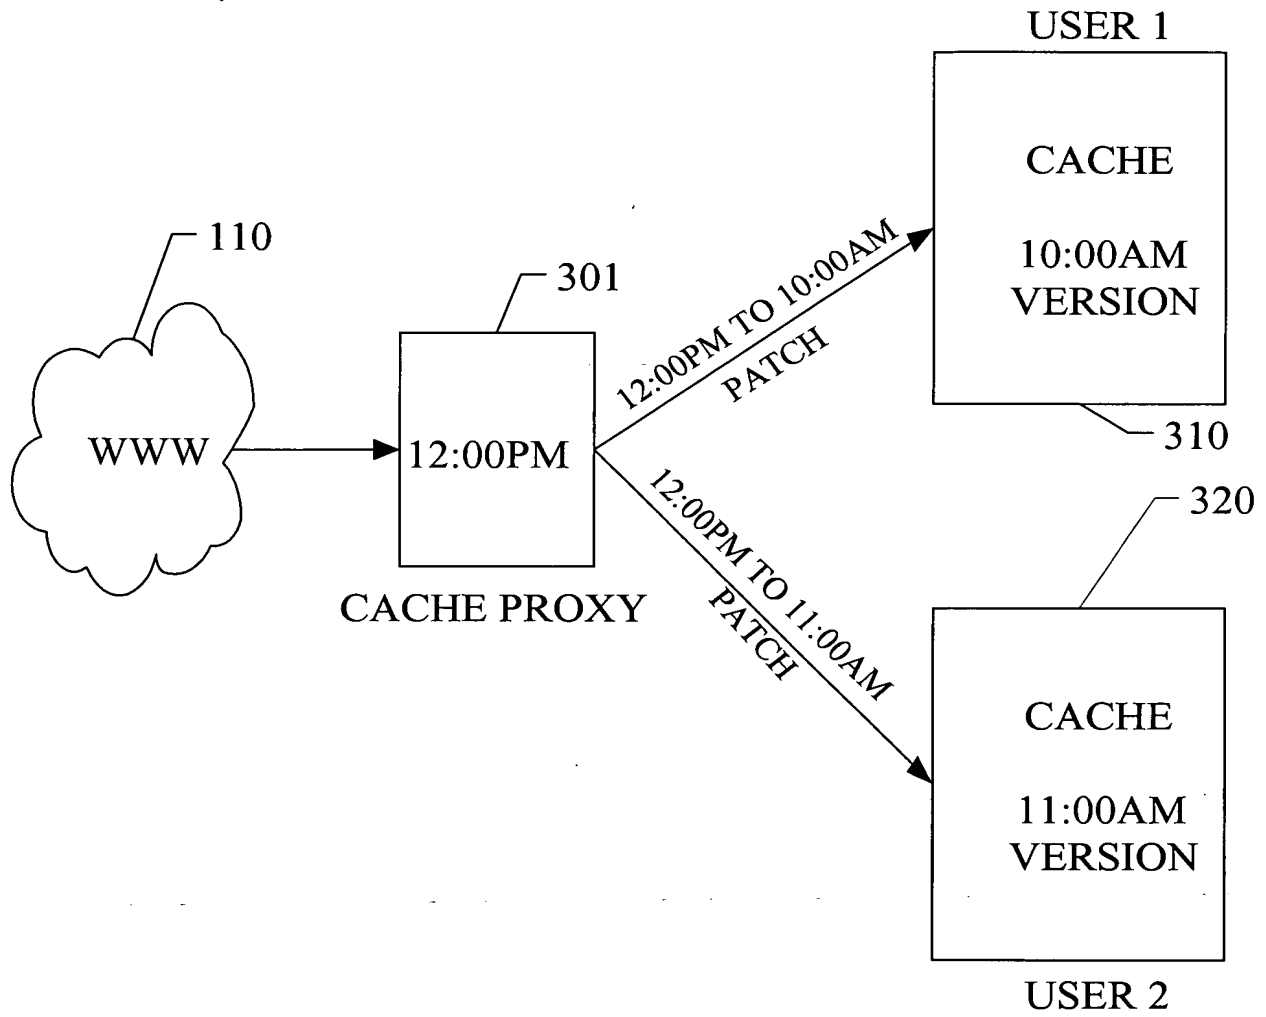 USER 1
CACHE
10:00AM
VERSION
310
110
301
WWW
12:00PM
CACHE PROXY
12:00PM TO 10:00AM
PATCH
12:00PM TO 11:00AM
PATCH
320
CACHE
11:00AM
VERSION
USER 2